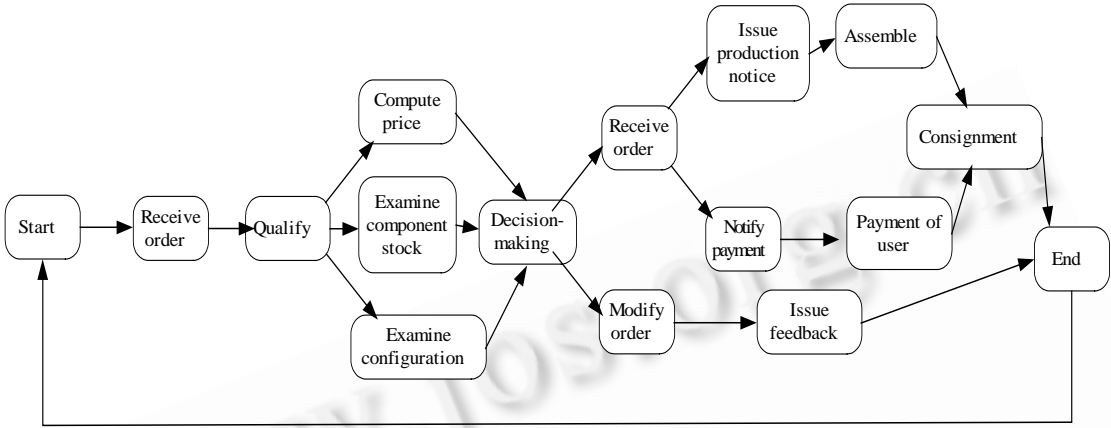 Start
Receive
order
Qualify
Compute
price
Examine
component
stock
Examine
configuration
Decision-
making
Receive
order
Issue
production
notice
Assemble
Notify
payment
Payment of
user
Consignment
Modify
order
Issue
feedback
End